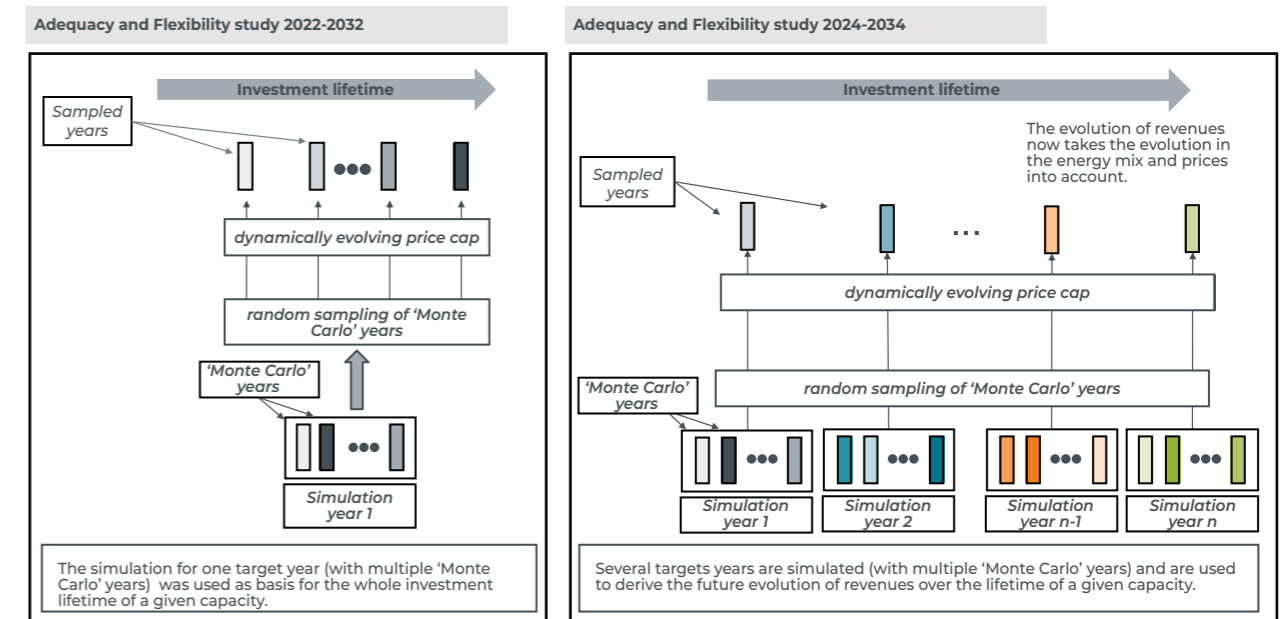 Adequacy and Flexibility study 2022-2032
Investment lifetime
Sampled
years
dynamically evolving price cap
random sampling of ‘Monte
Carlo’ years
‘Monte Carlo’
years
Simulation
year 1
The simulation for one target year (with multiple ‘Monte
Carlo’ years)  was used as basis for the whole investment
lifetime of a given capacity.
Adequacy and Flexibility study 2024-2034
Investment lifetime
The evolution of revenues
now takes the evolution in
the energy mix and prices
into account.
Sampled
years
...
dynamically evolving price cap
random sampling of ‘Monte Carlo’ years
‘Monte Carlo’
years
Simulation
year 1
Simulation
year 2
Simulation
year n-1
Simulation
year n
Several targets years are simulated (with multiple ‘Monte Carlo’ years) and are used
to derive the future evolution of revenues over the lifetime of a given capacity.